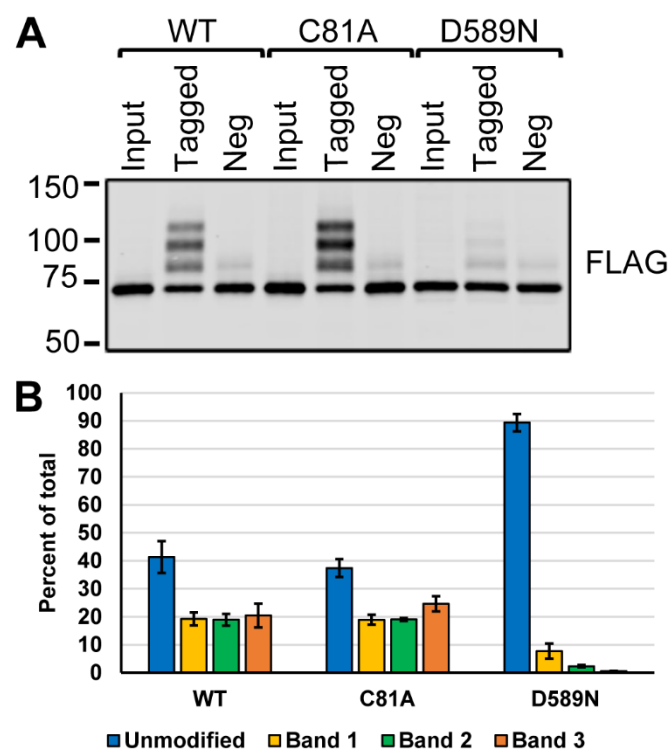 A
WT C81A D589N
Input Tagged Neg Input Tagged Neg Input Tagged Neg
150
100
75
50
FLAG
B
100
90
80
70
60
50
40
30
20
10
0
Percent of total
WT C81A D589N
Unmodified Band 1 Band 2 Band 3